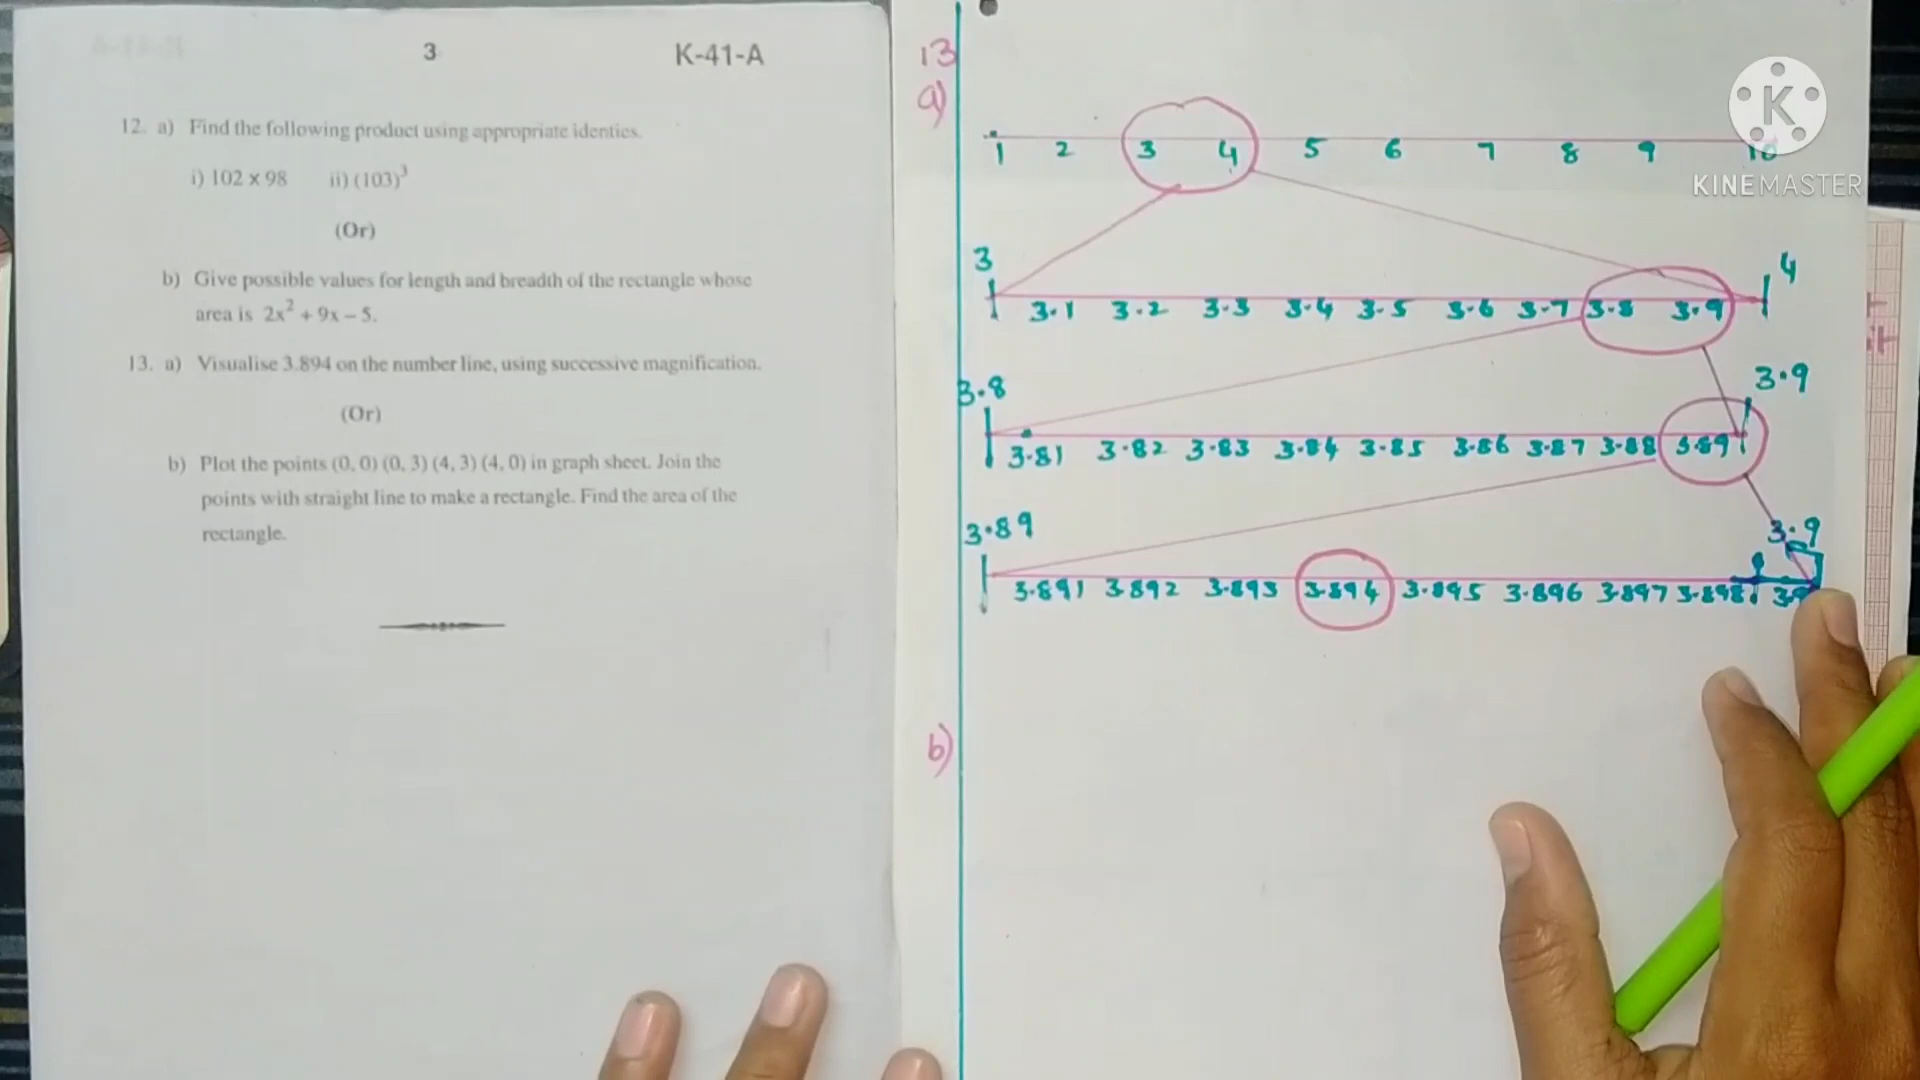 3 K-41-A
12. a) Find the following product using appropriate identies.
i) 102 x 98 ii) (103)³
(Or)
b) Give possible values for length and breadth of the rectangle whose
area is 2x² + 9x – 5.
13. a) Visualise 3.894 on the number line, using successive magnification.
(Or)
b) Plot the points (0, 0) (0, 3) (4, 3) (4, 0) in graph sheet. Join the
points with straight line to make a rectangle. Find the area of the
rectangle.
13
a)
1 2 3 4 5 6 7 8 9 10
K
KINEMASTER
3 4
3.1 3.2 3.3 3.4 3.5 3.6 3.7 3.8 3.9
3.8 3.9
3.81 3.82 3.83 3.84 3.85 3.86 3.87 3.88 3.89
3.89 3.9
3.891 3.892 3.893 3.894 3.895 3.896 3.897 3.898
b)